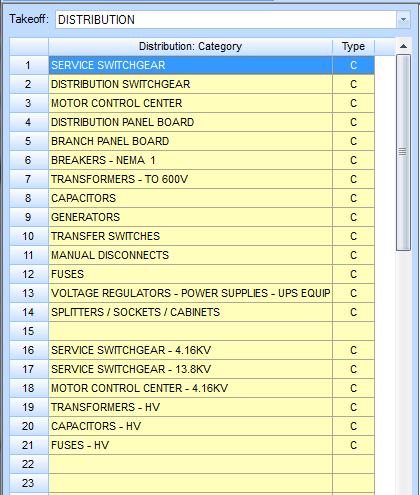 Takeoff: DISTRIBUTION
Distribution: Category Type
1 SERVICE SWITCHGEAR C
2 DISTRIBUTION SWITCHGEAR C
3 MOTOR CONTROL CENTER C
4 DISTRIBUTION PANEL BOARD C
5 BRANCH PANEL BOARD C
6 BREAKERS - NEMA 1 C
7 TRANSFORMERS - TO 600V C
8 CAPACITORS C
9 GENERATORS C
10 TRANSFER SWITCHES C
11 MANUAL DISCONNECTS C
12 FUSES C
13 VOLTAGE REGULATORS - POWER SUPPLIES - UPS EQUIP C
14 SPLITTERS / SOCKETS / CABINETS C
15
16 SERVICE SWITCHGEAR - 4.16KV C
17 SERVICE SWITCHGEAR - 13.8KV C
18 MOTOR CONTROL CENTER - 4.16KV C
19 TRANSFORMERS - HV C
20 CAPACITORS - HV C
21 FUSES - HV C
22
23